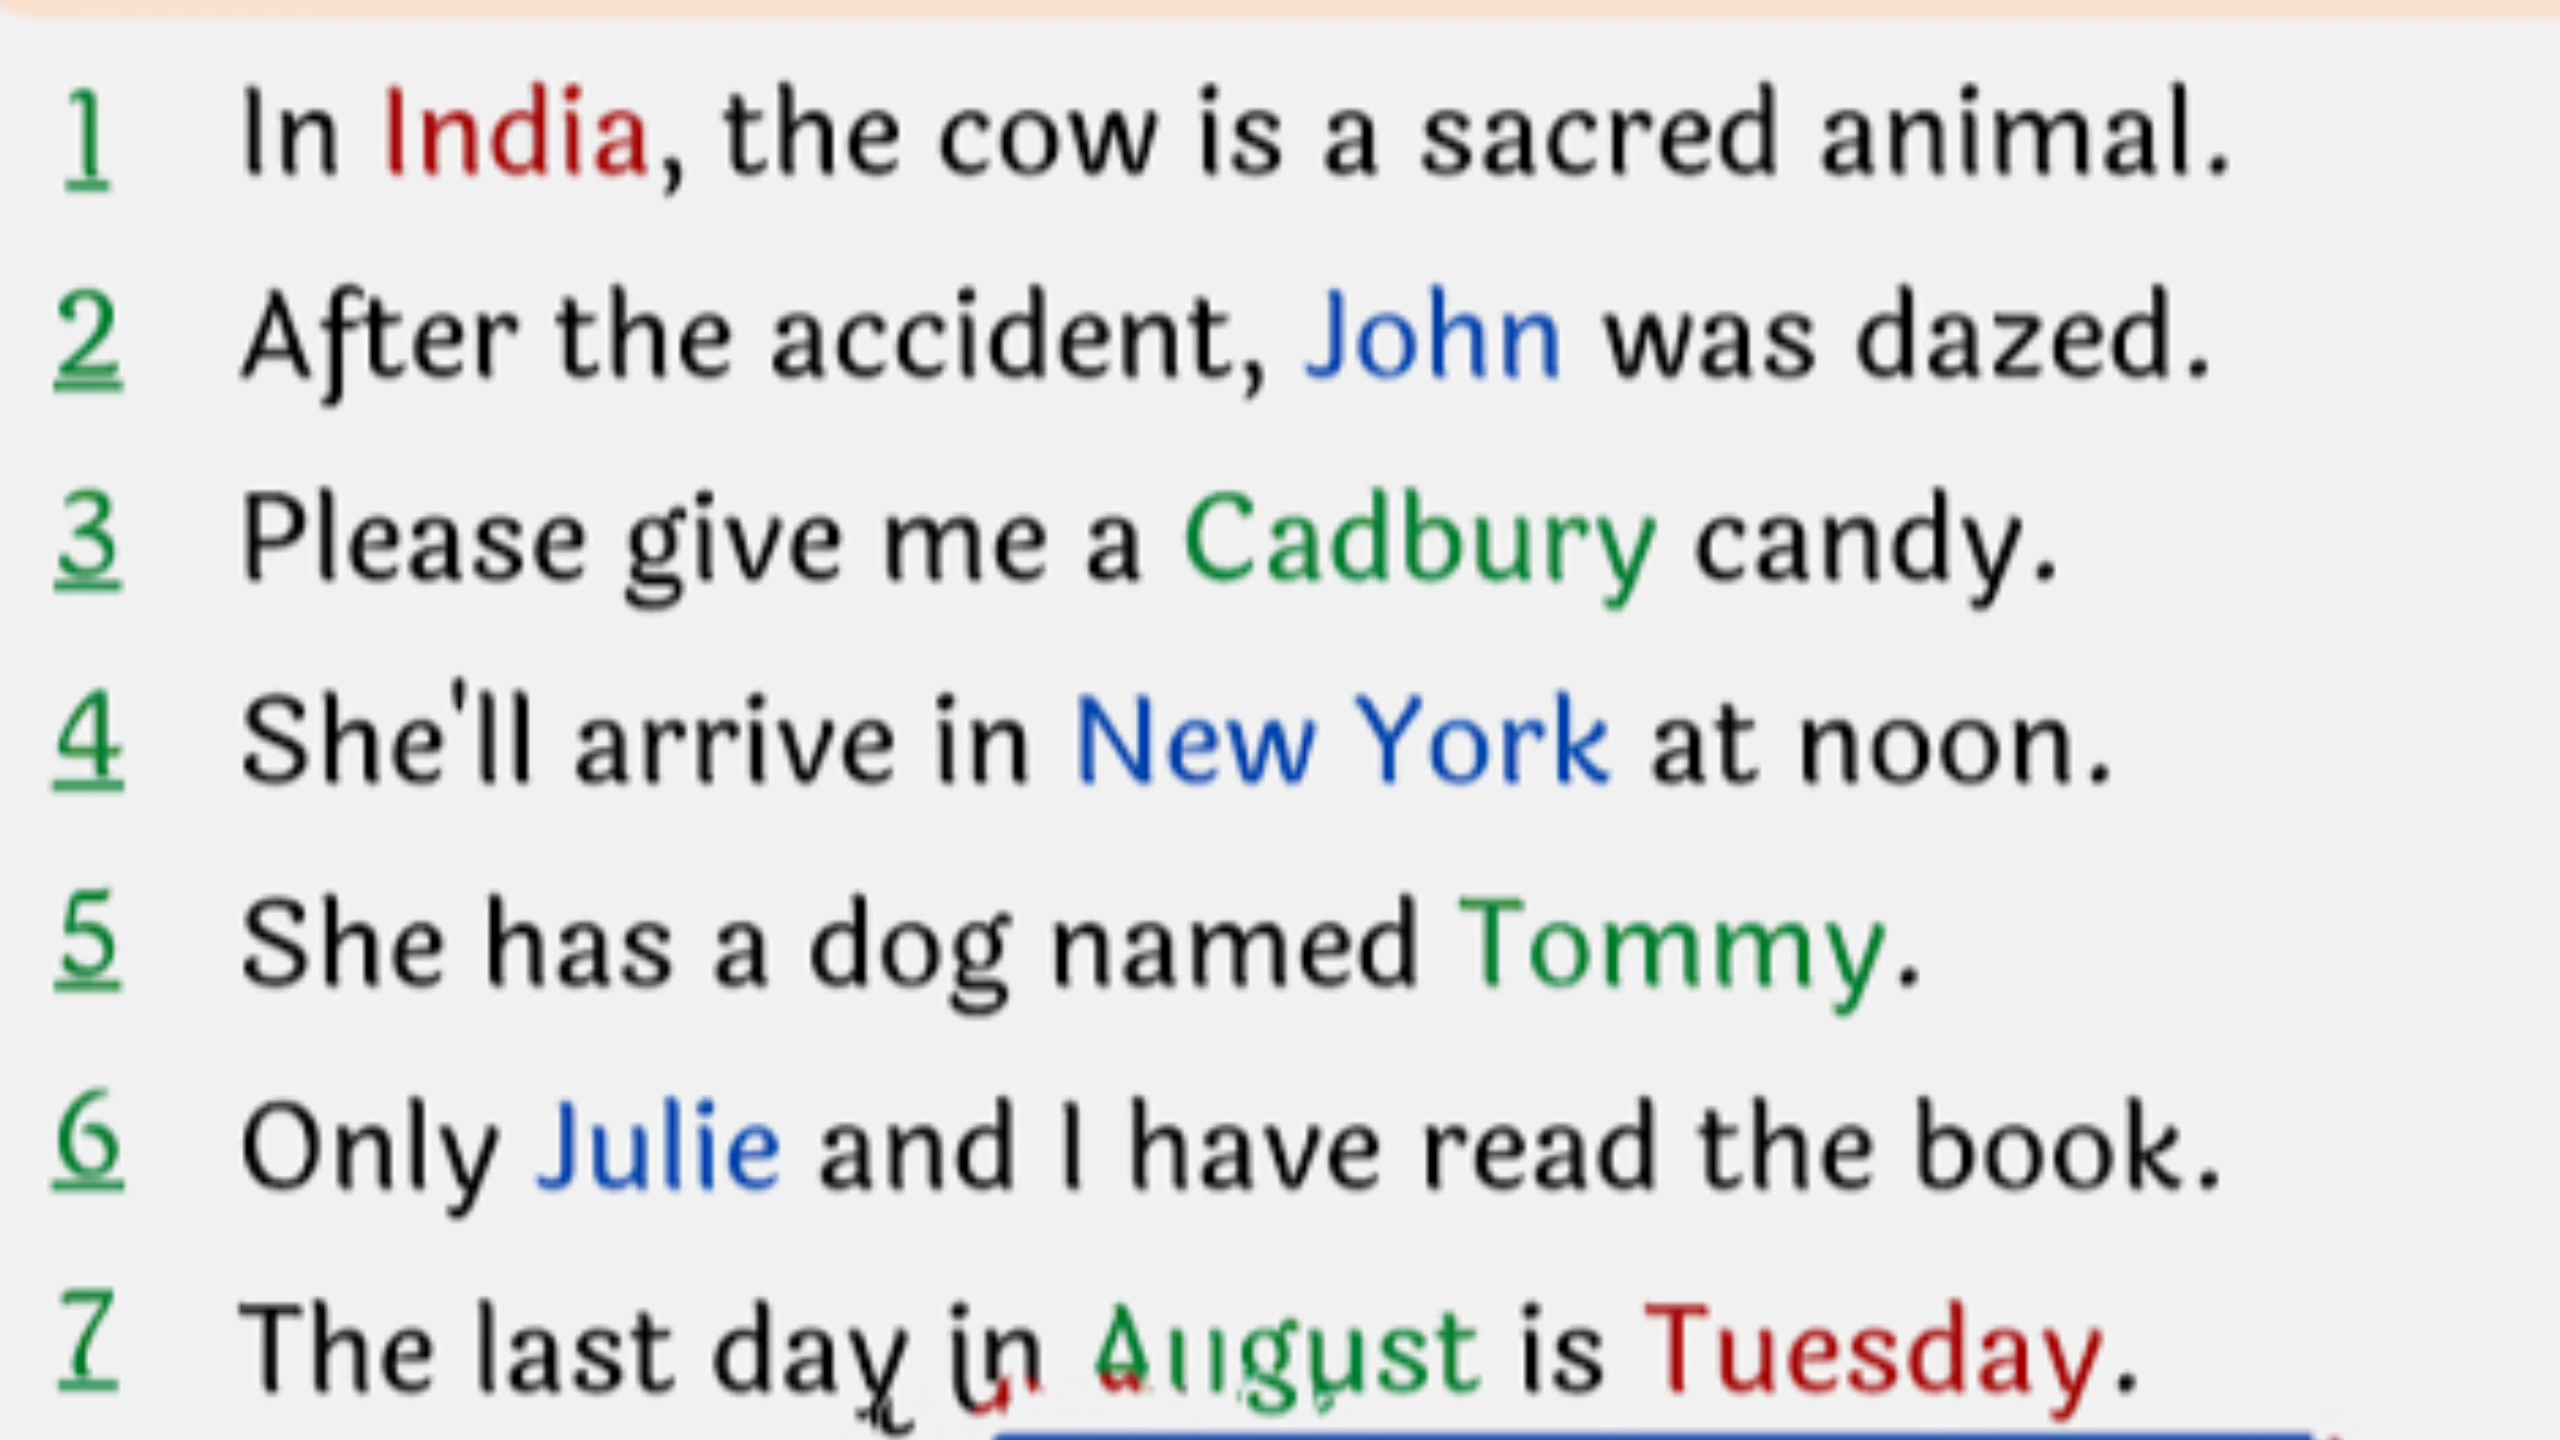 1 In India, the cow is a sacred animal.
2 After the accident, John was dazed.
3 Please give me a Cadbury candy.
4 She'll arrive in New York at noon.
5 She has a dog named Tommy.
6 Only Julie and I have read the book.
7 The last day in August is Tuesday.